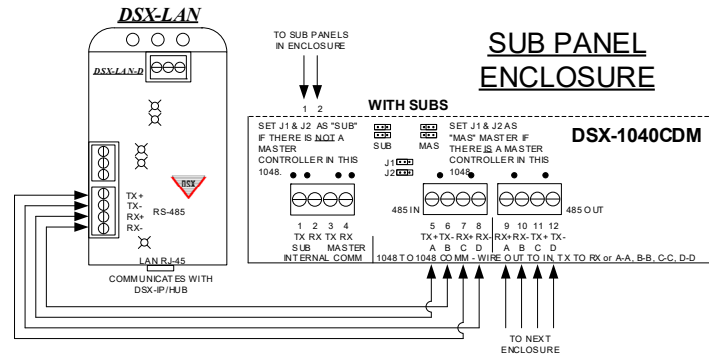 DSX-LAN
DSX-LAN-D
TX+
TX-
RX+
RX-
RS-485
DSX
LAN RJ-45
COMMUNICATES WITH
DSX-IP/HUB
TO SUB PANELS
IN ENCLOSURE
1 2
SUB PANEL
ENCLOSURE
WITH SUBS
SET J1 & J2 AS "SUB"
IF THERE IS NOT A
MASTER
CONTROLLER IN THIS
1048.
SUB
MAS
J1
J2
SET J1 & J2 AS
"MAS" MASTER IF
THERE IS A MASTER
CONTROLLER IN THIS
1048
DSX-1040CDM
485 IN
485 OUT
1 2 3 4
TX RX TX RX
SUB MASTER
INTERNAL COMM
5 6 7 8
TX+ TX- RX+ RX-
A B C D
9 10 11 12
RX+ RX- TX+ TX-
A B C D
1048 TO 1048 COMM - WIRE OUT TO IN, TX TO RX or A-A, B-B, C-C, D-D
TO NEXT
ENCLOSURE